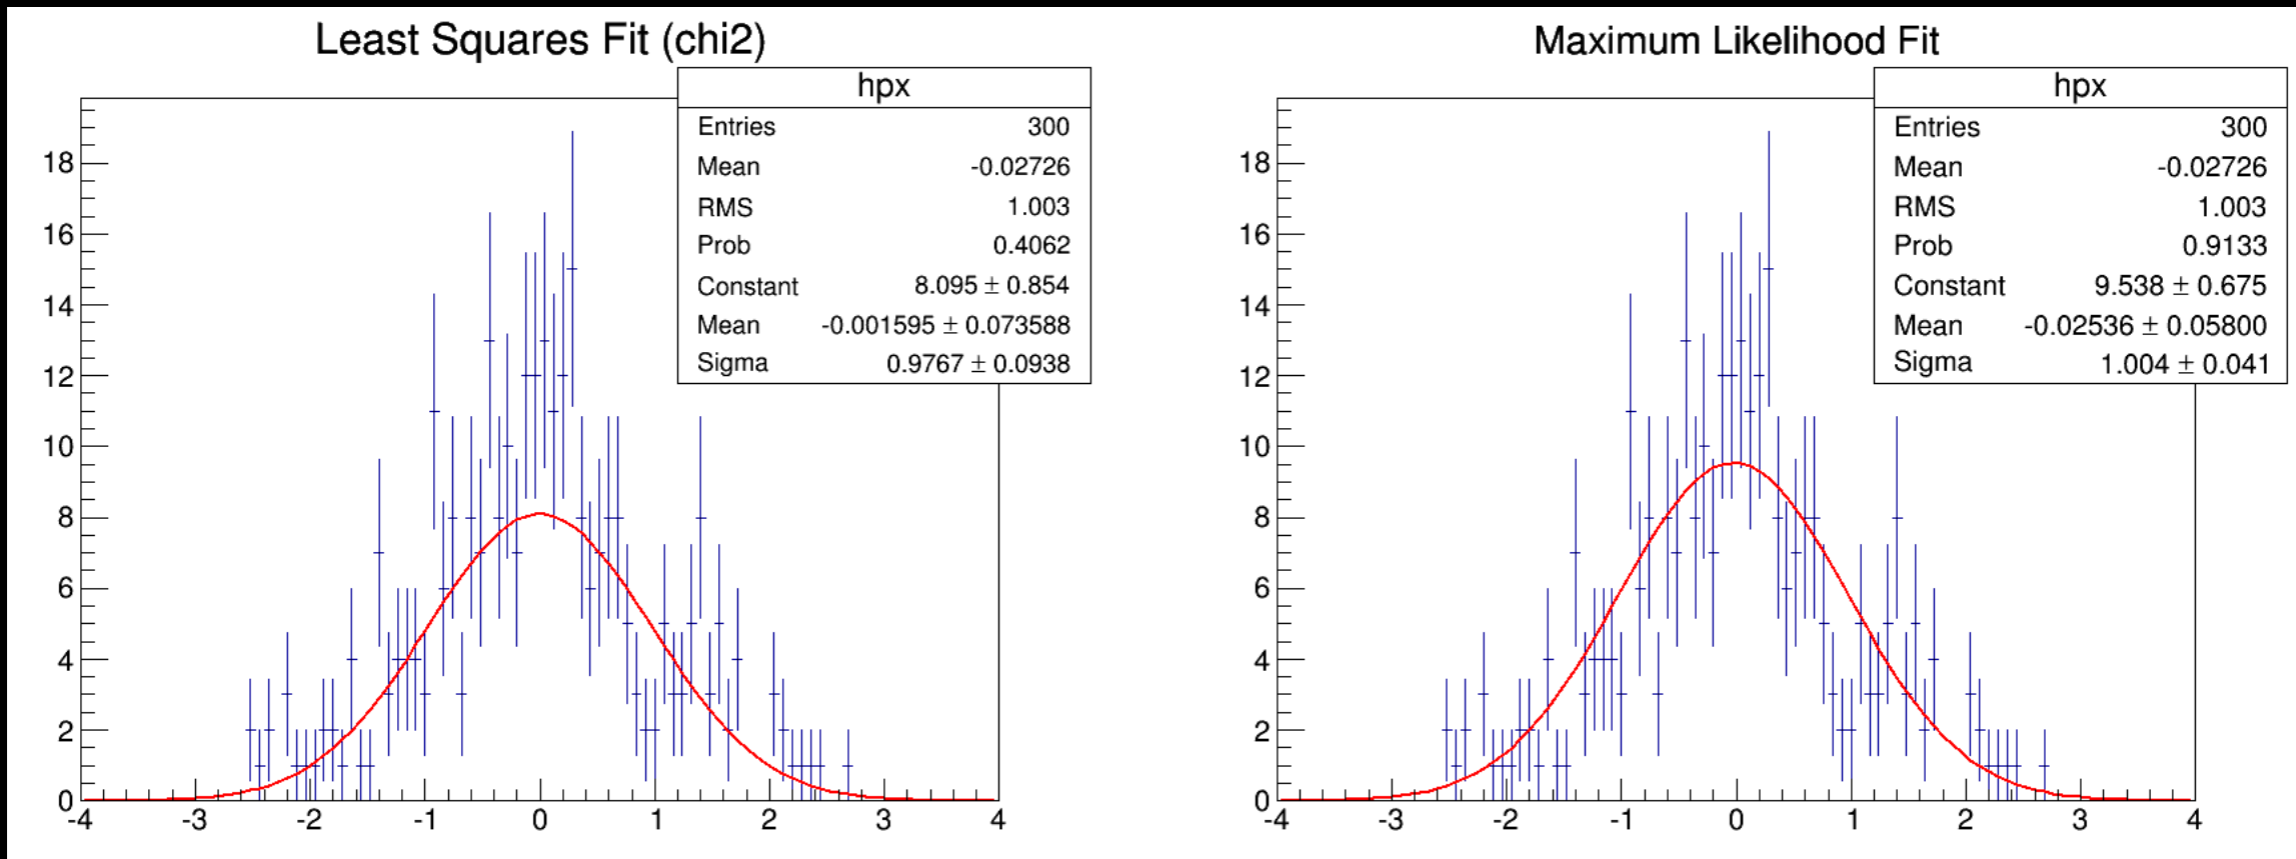 Least Squares Fit (chi2)
hpx
Entries 300
Mean -0.02726
RMS 1.003
Prob 0.4062
Constant 8.095 ± 0.854
Mean -0.001595 ± 0.073588
Sigma 0.9767 ± 0.0938
18
16
14
12
10
8
6
4
2
0
-4 -3 -2 -1 0 1 2 3 4
Maximum Likelihood Fit
hpx
Entries 300
Mean -0.02726
RMS 1.003
Prob 0.9133
Constant 9.538 ± 0.675
Mean -0.02536 ± 0.05800
Sigma 1.004 ± 0.041
18
16
14
12
10
8
6
4
2
0
-4 -3 -2 -1 0 1 2 3 4